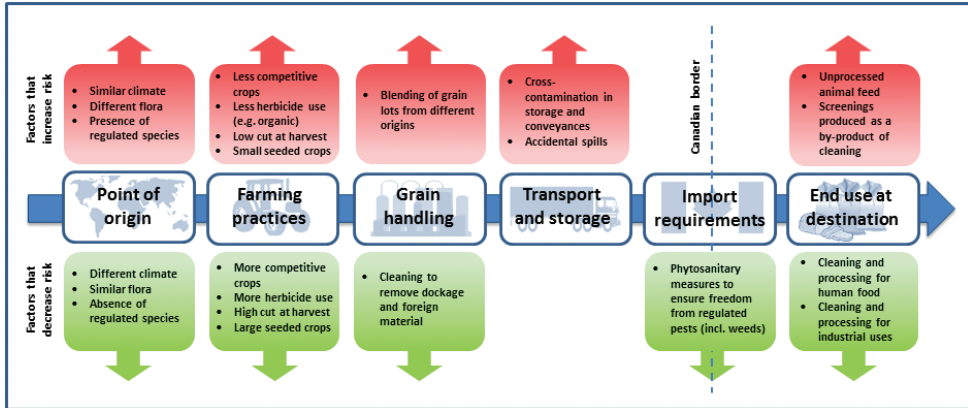 Factors that
increase risk
• Similar climate
• Different flora
• Presence of
regulated species
• Less competitive
crops
• Less herbicide use
(e.g. organic)
• Low cut at harvest
• Small seeded crops
• Blending of grain
lots from different
origins
• Cross-
contamination in
storage and
conveyances
• Accidental spills
Canadian border
• Unprocessed
animal feed
• Screenings
produced as a
by-product of
cleaning
Point of
origin
Farming
practices
Grain
handling
Transport
and storage
Import
requirements
End use at
destination
Factors that
decrease risk
• Different climate
• Similar flora
• Absence of
regulated species
• More competitive
crops
• More herbicide use
• High cut at harvest
• Large seeded crops
• Cleaning to
remove dockage
and foreign
material
• Phytosanitary
measures to
ensure freedom
from regulated
pests (incl. weeds)
• Cleaning and
processing for
human food
• Cleaning and
processing for
industrial uses